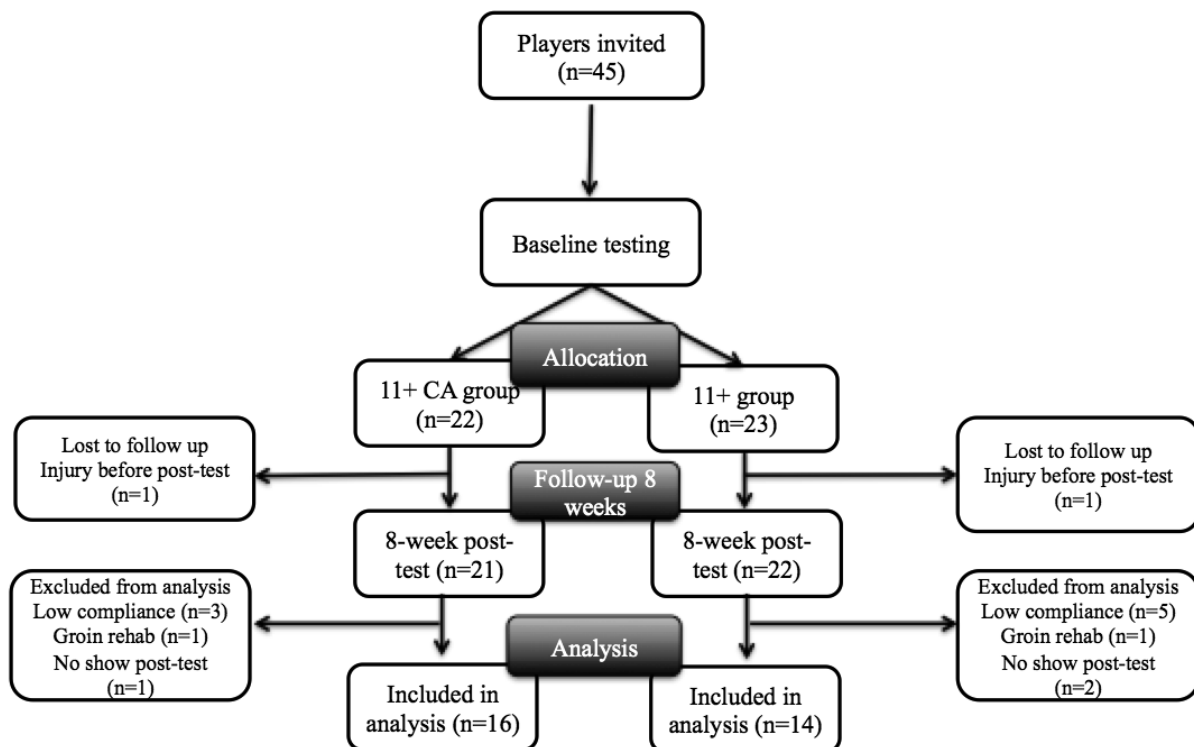 Players invited
(n=45)
Baseline testing
Allocation
11+ CA group
(n=22)
11+ group
(n=23)
Lost to follow up
Injury before post-test
(n=1)
Lost to follow up
Injury before post-test
(n=1)
Follow-up 8
weeks
8-week post-
test (n=21)
8-week post-
test (n=22)
Excluded from analysis
Low compliance (n=3)
Groin rehab (n=1)
No show post-test
(n=1)
Excluded from analysis
Low compliance (n=5)
Groin rehab (n=1)
No show post-test
(n=2)
Analysis
Included in
analysis (n=16)
Included in
analysis (n=14)